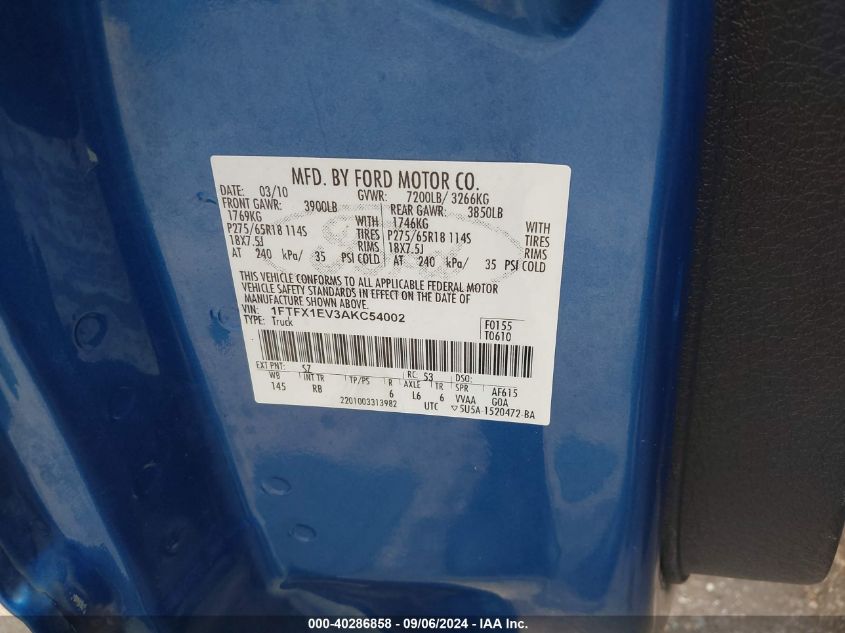 MFD. BY FORD MOTOR CO.
DATE: 03/10 GVWR: 7200LB/ 3266KG
FRONT GAWR: 3900LB REAR GAWR: 3850LB
1769KG WITH 1746KG WITH
P275/65R18 114S TIRES P275/65R18 114S TIRES
18X7.5J RIMS 18X7.5J RIMS
AT 240 kPa/ 35 PSI COLD AT 240 kPa/ 35 PSI COLD
THIS VEHICLE CONFORMS TO ALL APPLICABLE FEDERAL MOTOR
VEHICLE SAFETY STANDARDS IN EFFECT ON THE DATE OF
MANUFACTURE SHOWN ABOVE.
VIN: 1FTFX1EV3AKC54002 F0155
TYPE: Truck T0610
EXT PNT: SZ RC: 53 DSO:
WB INT TR TP/PS R AXLE TR SPR AF615
145 RB 6 L6 6 VVAA GOA
2201003313982 UTC ▽5U5A-1520472-BA
Ford
000-40286858 - 09/06/2024 - IAA Inc.